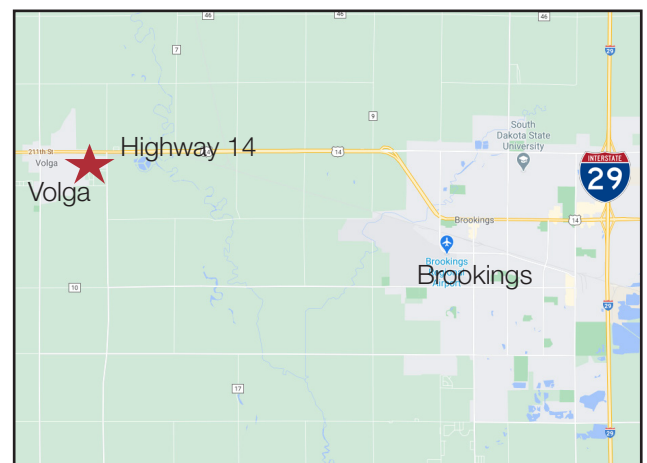 46
46
46
7
29
9
South
Dakota State
University
Highway 14
211th St
14
14
Volga
INTERSTATE
29
Volga
Brookings
14
Brookings
Airport
Brookings
10
29
17
29